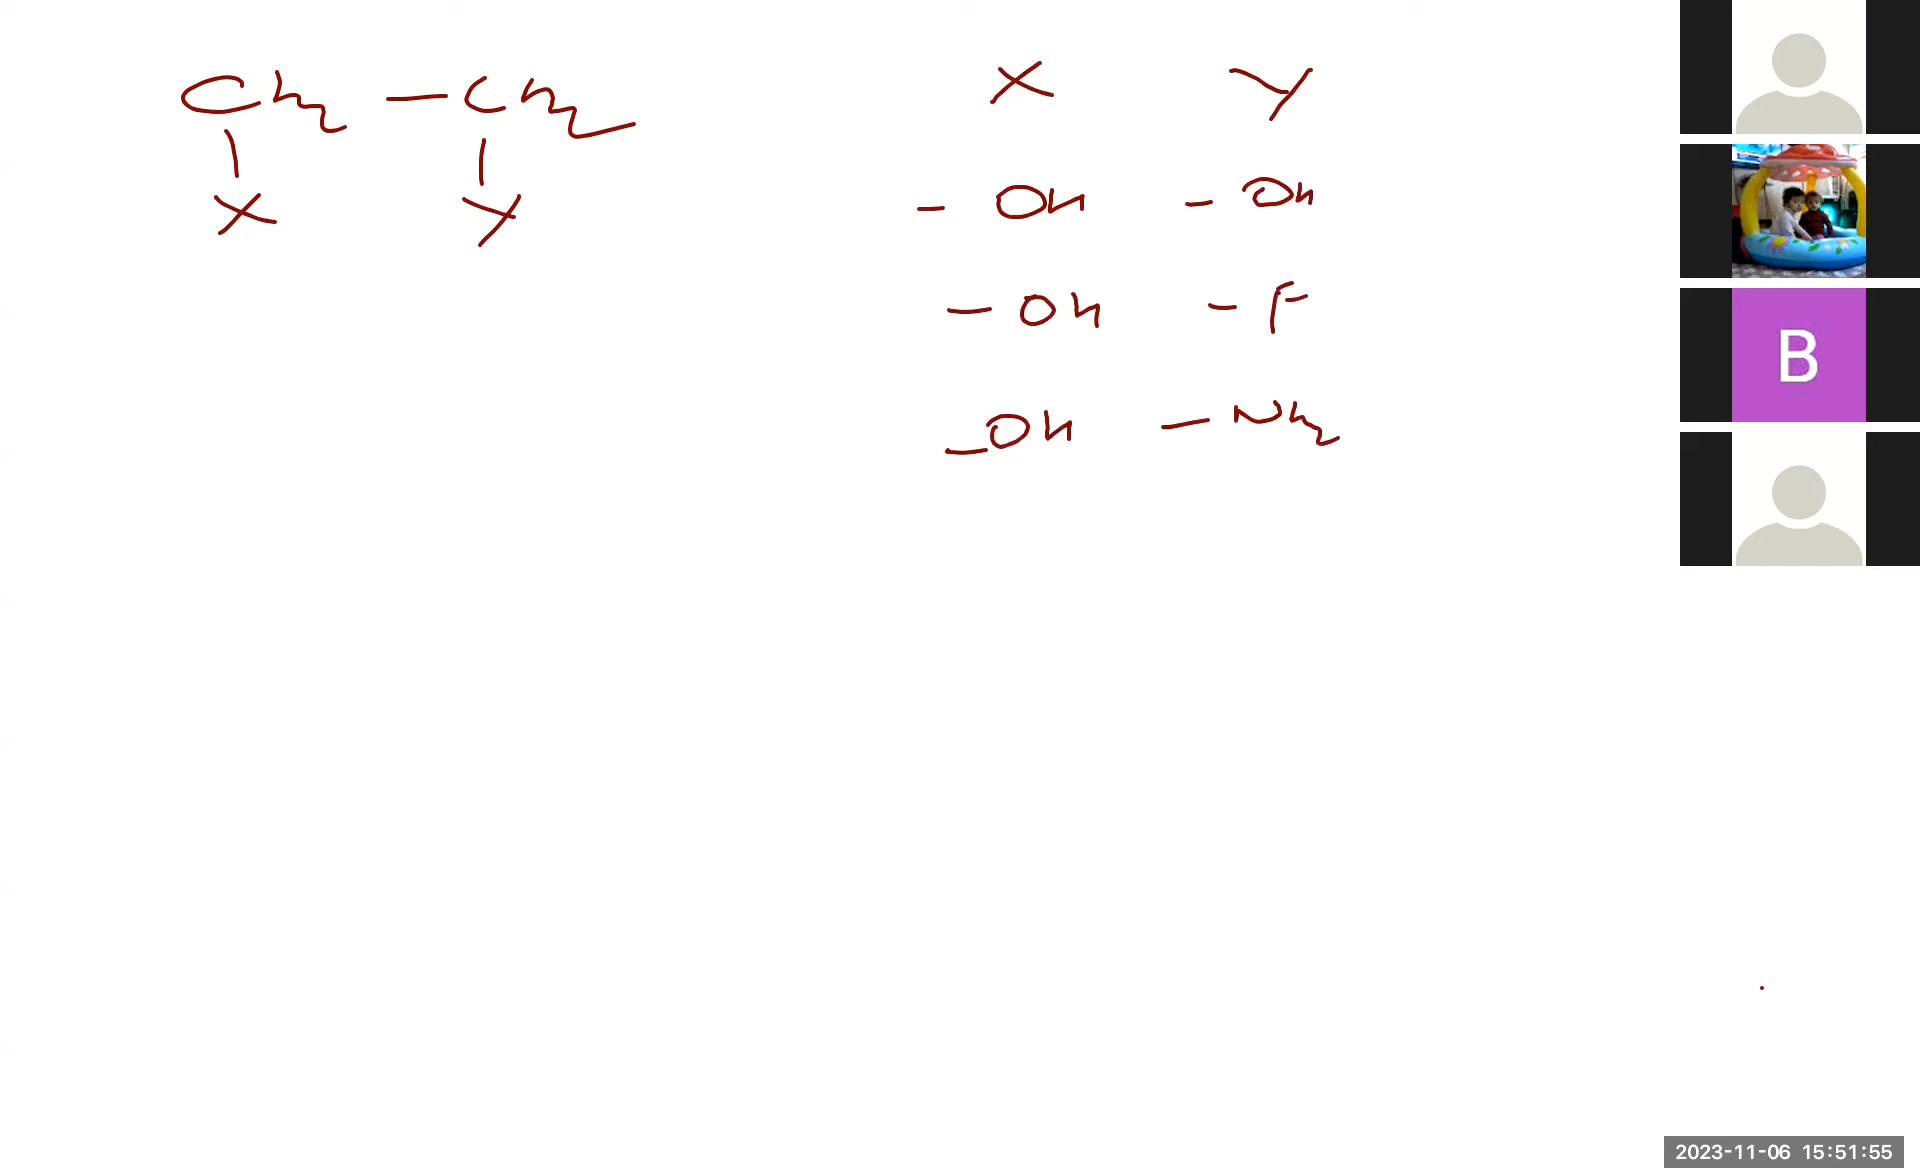 CH2 — CH2
| |
X Y
X Y
- OH - OH
- OH - F
- OH - NH2
B
2023-11-06 15:51:55